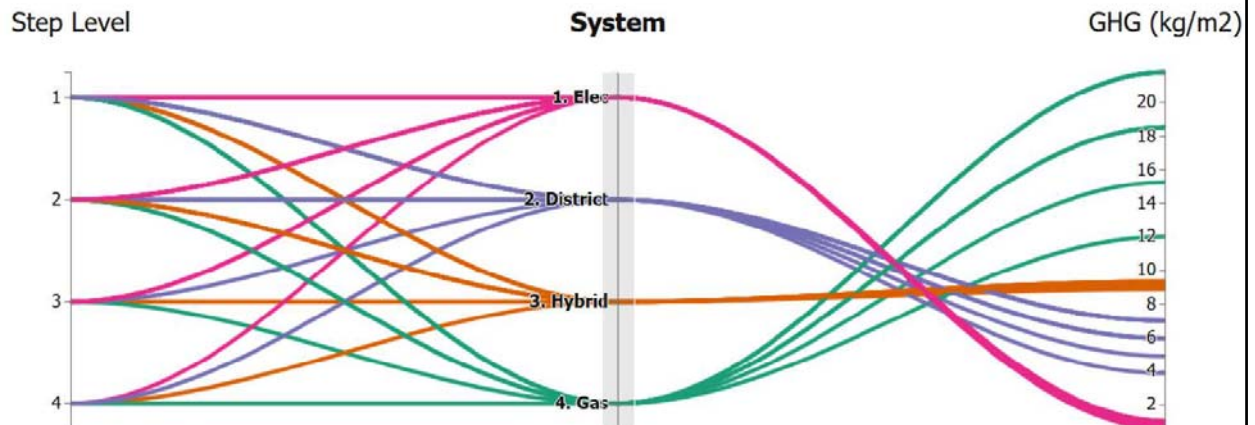 Step Level System GHG (kg/m2)
1 1. Elec
20
18
16
2 2. District 14
12
10
3 3. Hybrid 8
6
4
4 4. Gas 2